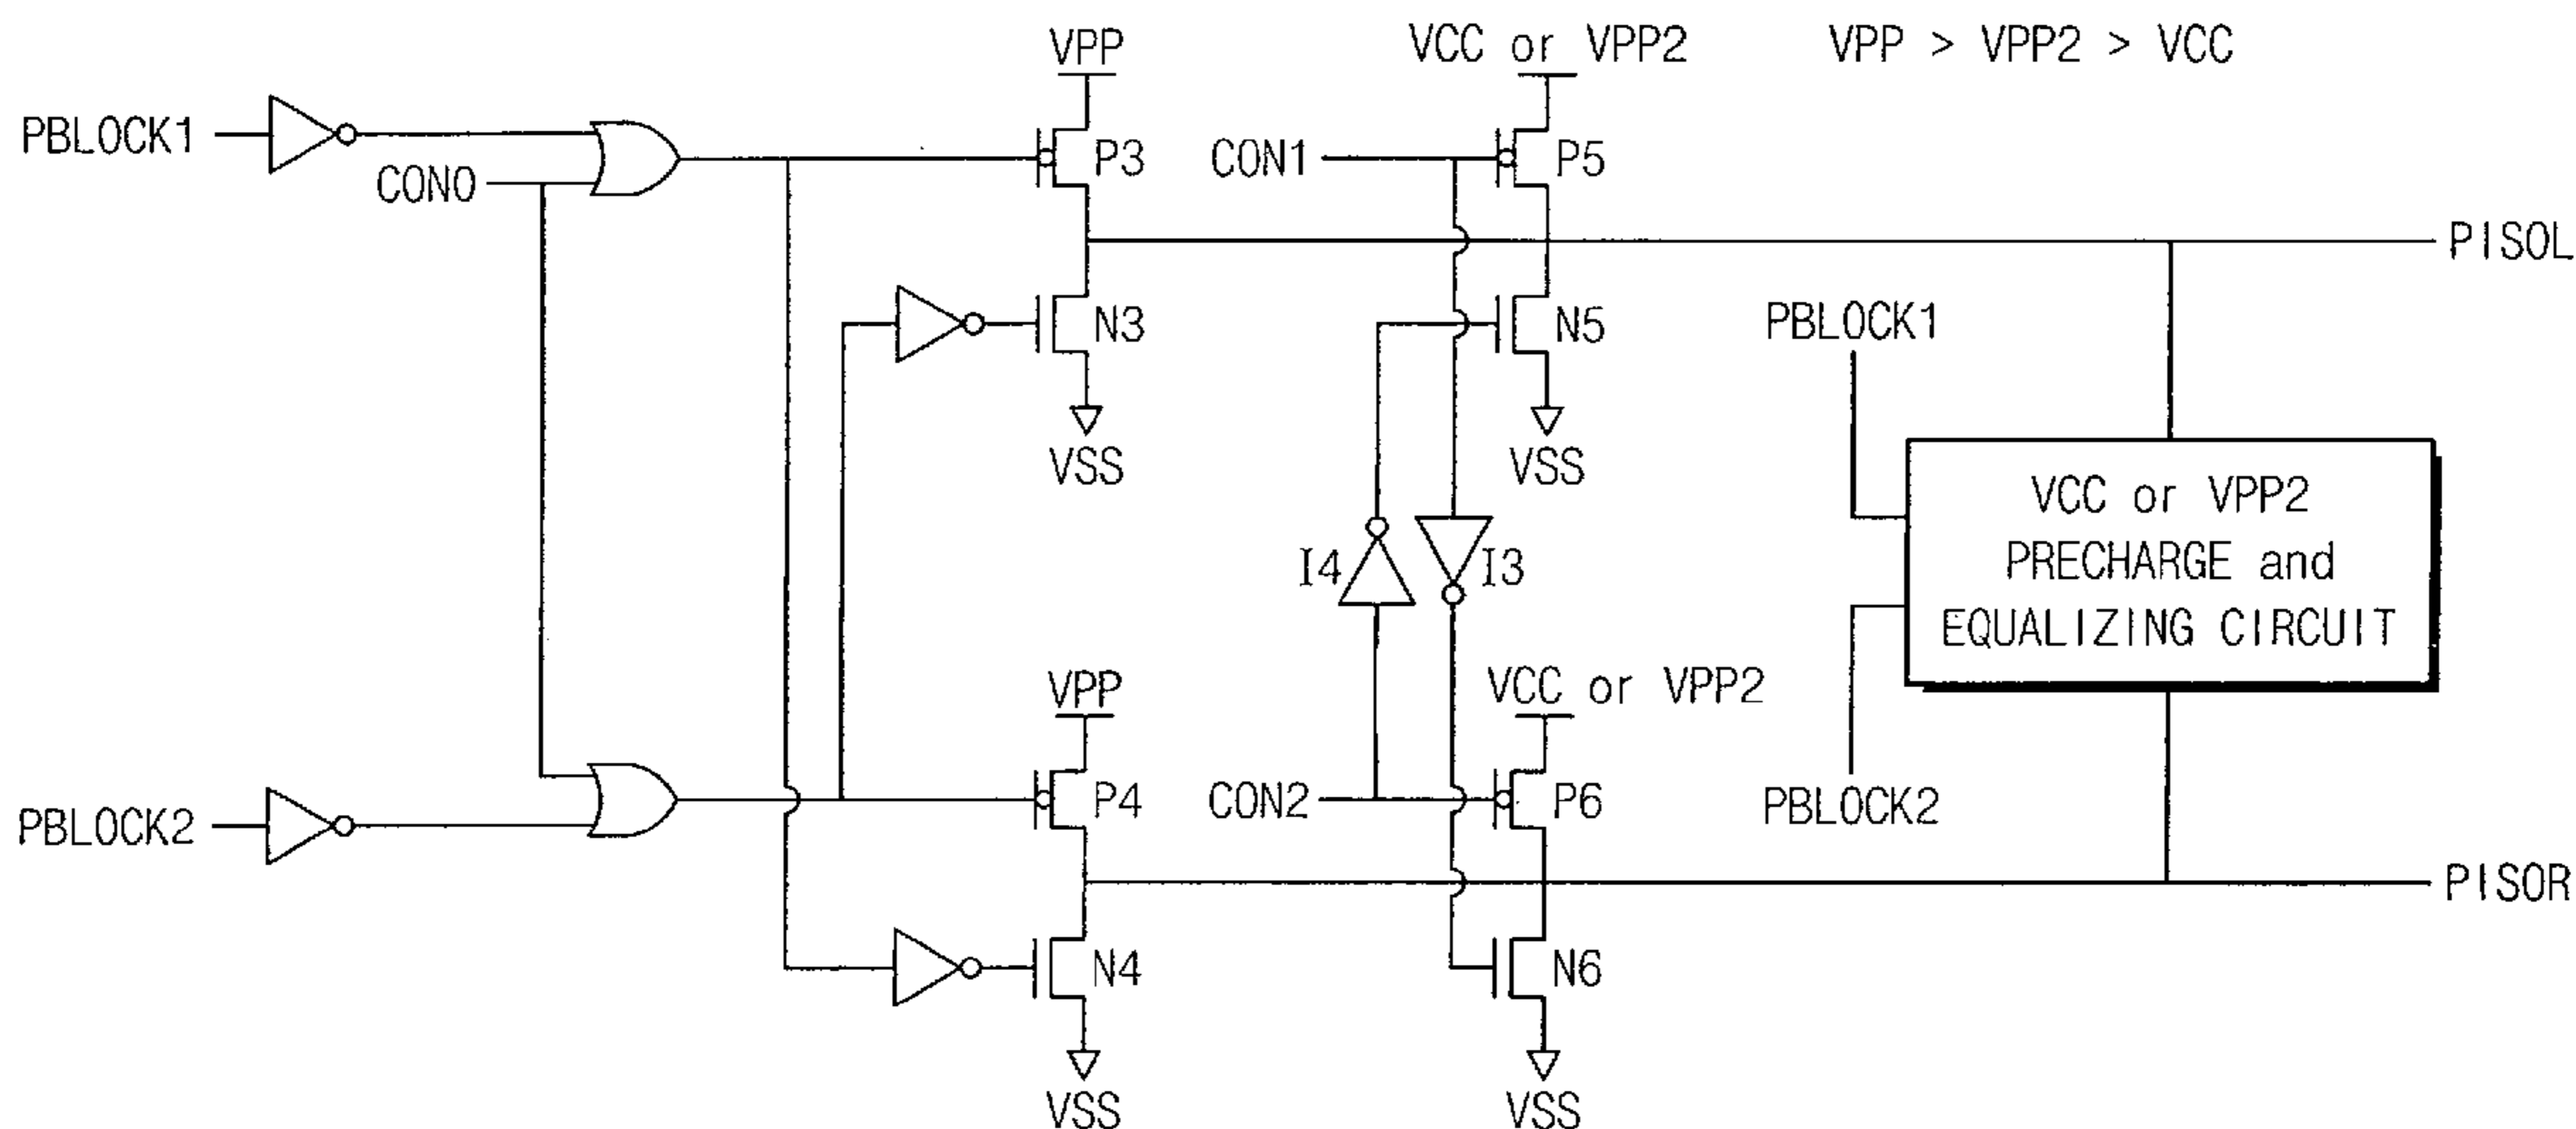 VPP
VCC or VPP2
VPP > VPP2 > VCC
PBLOCK1
P3
CON1
P5
CON0
PISOL
N3
N5
PBLOCK1
VSS
VSS
VCC or VPP2
PRECHARGE and
EQUALIZING CIRCUIT
I4
I3
VPP
VCC or VPP2
PBLOCK2
P4
CON2
P6
PBLOCK2
PISOR
N4
N6
VSS
VSS